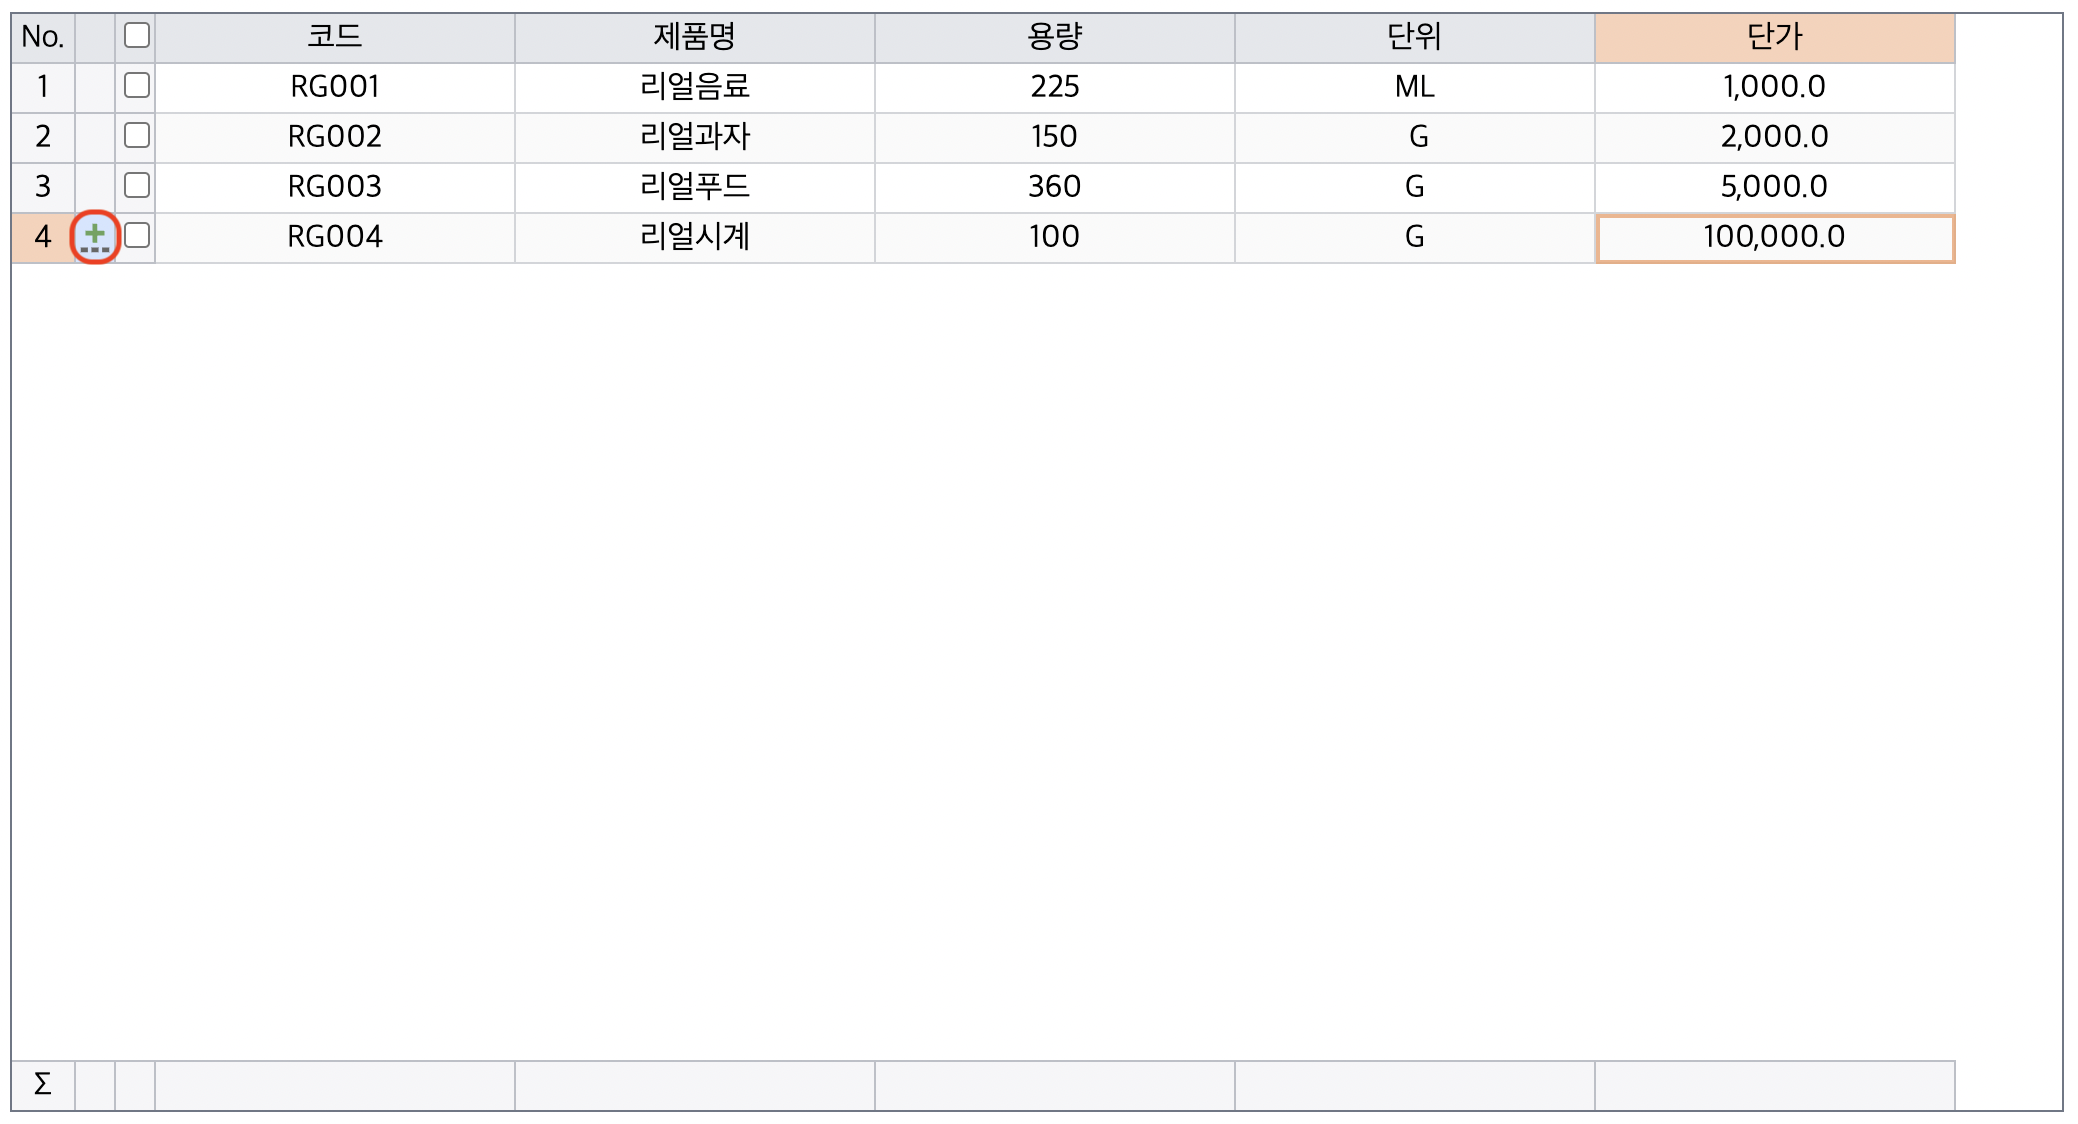 No. 코드 제품명 용량 단위 단가
1 RG001 리얼음료 225 ML 1,000.0
2 RG002 리얼과자 150 G 2,000.0
3 RG003 리얼푸드 360 G 5,000.0
4 RG004 리얼시계 100 G 100,000.0
Σ